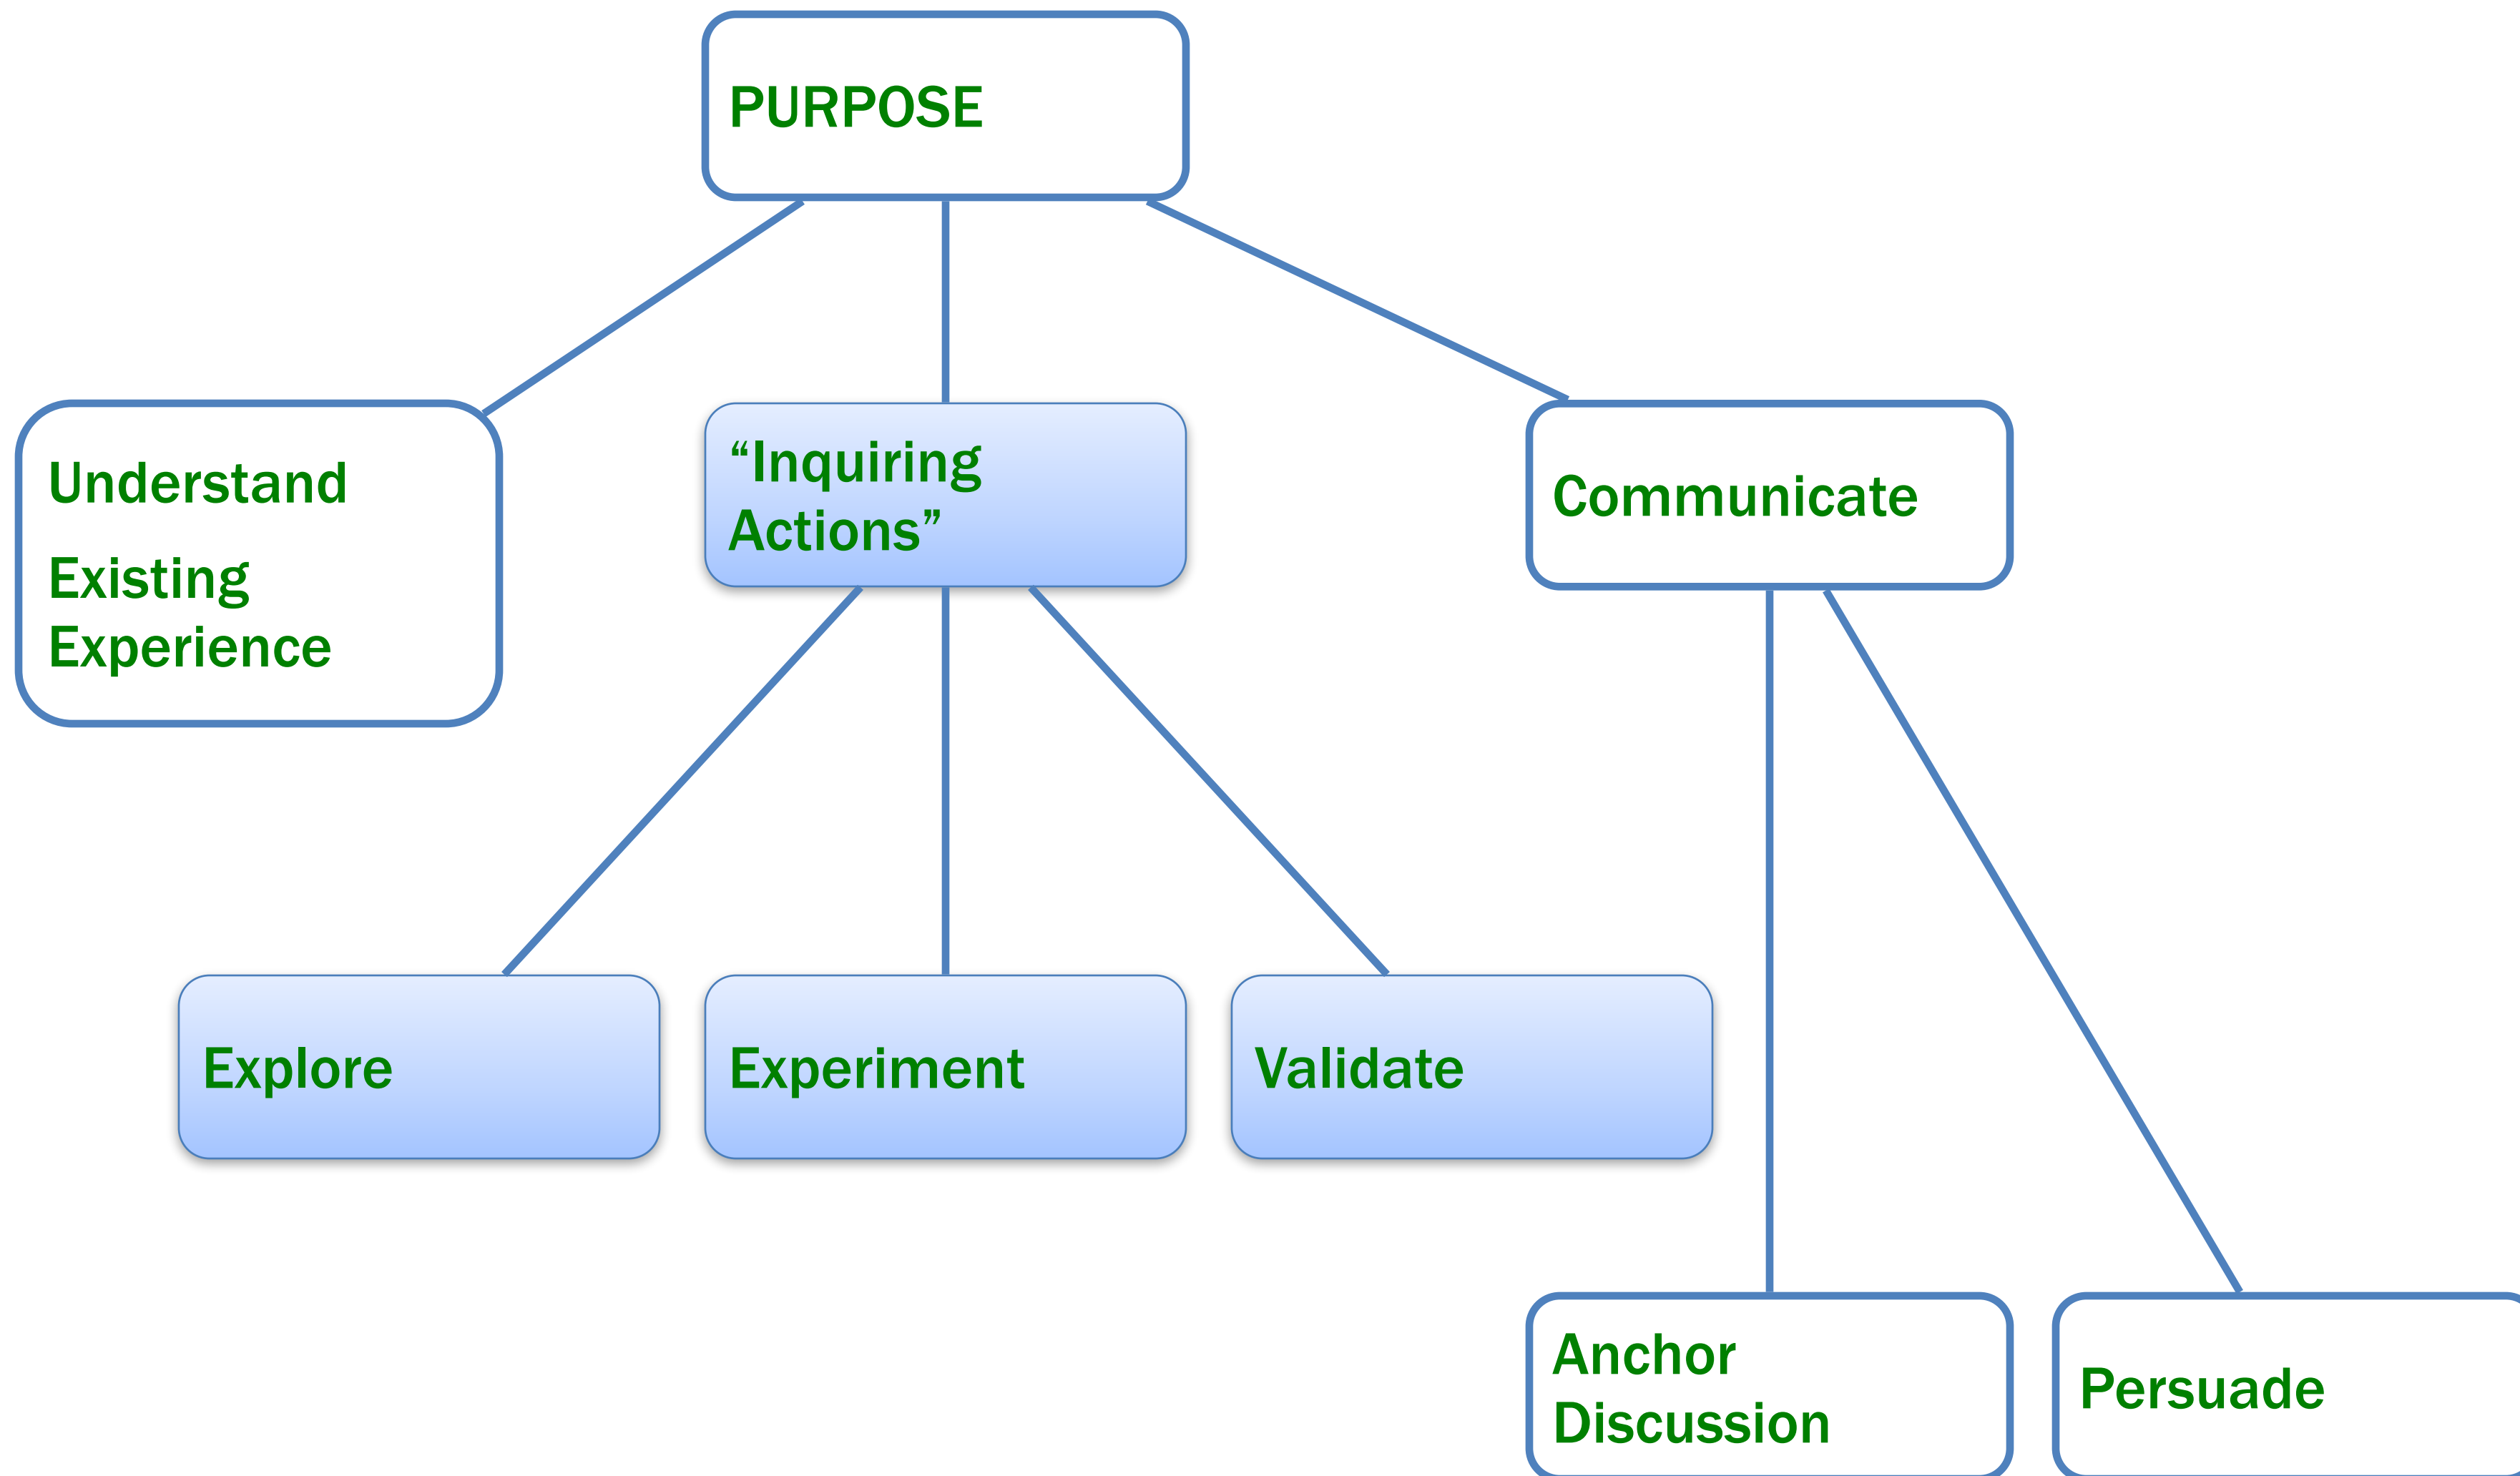 PURPOSE
Understand
Existing
Experience
“Inquiring
Actions”
Communicate
Explore
Experiment
Validate
Anchor
Discussion
Persuade